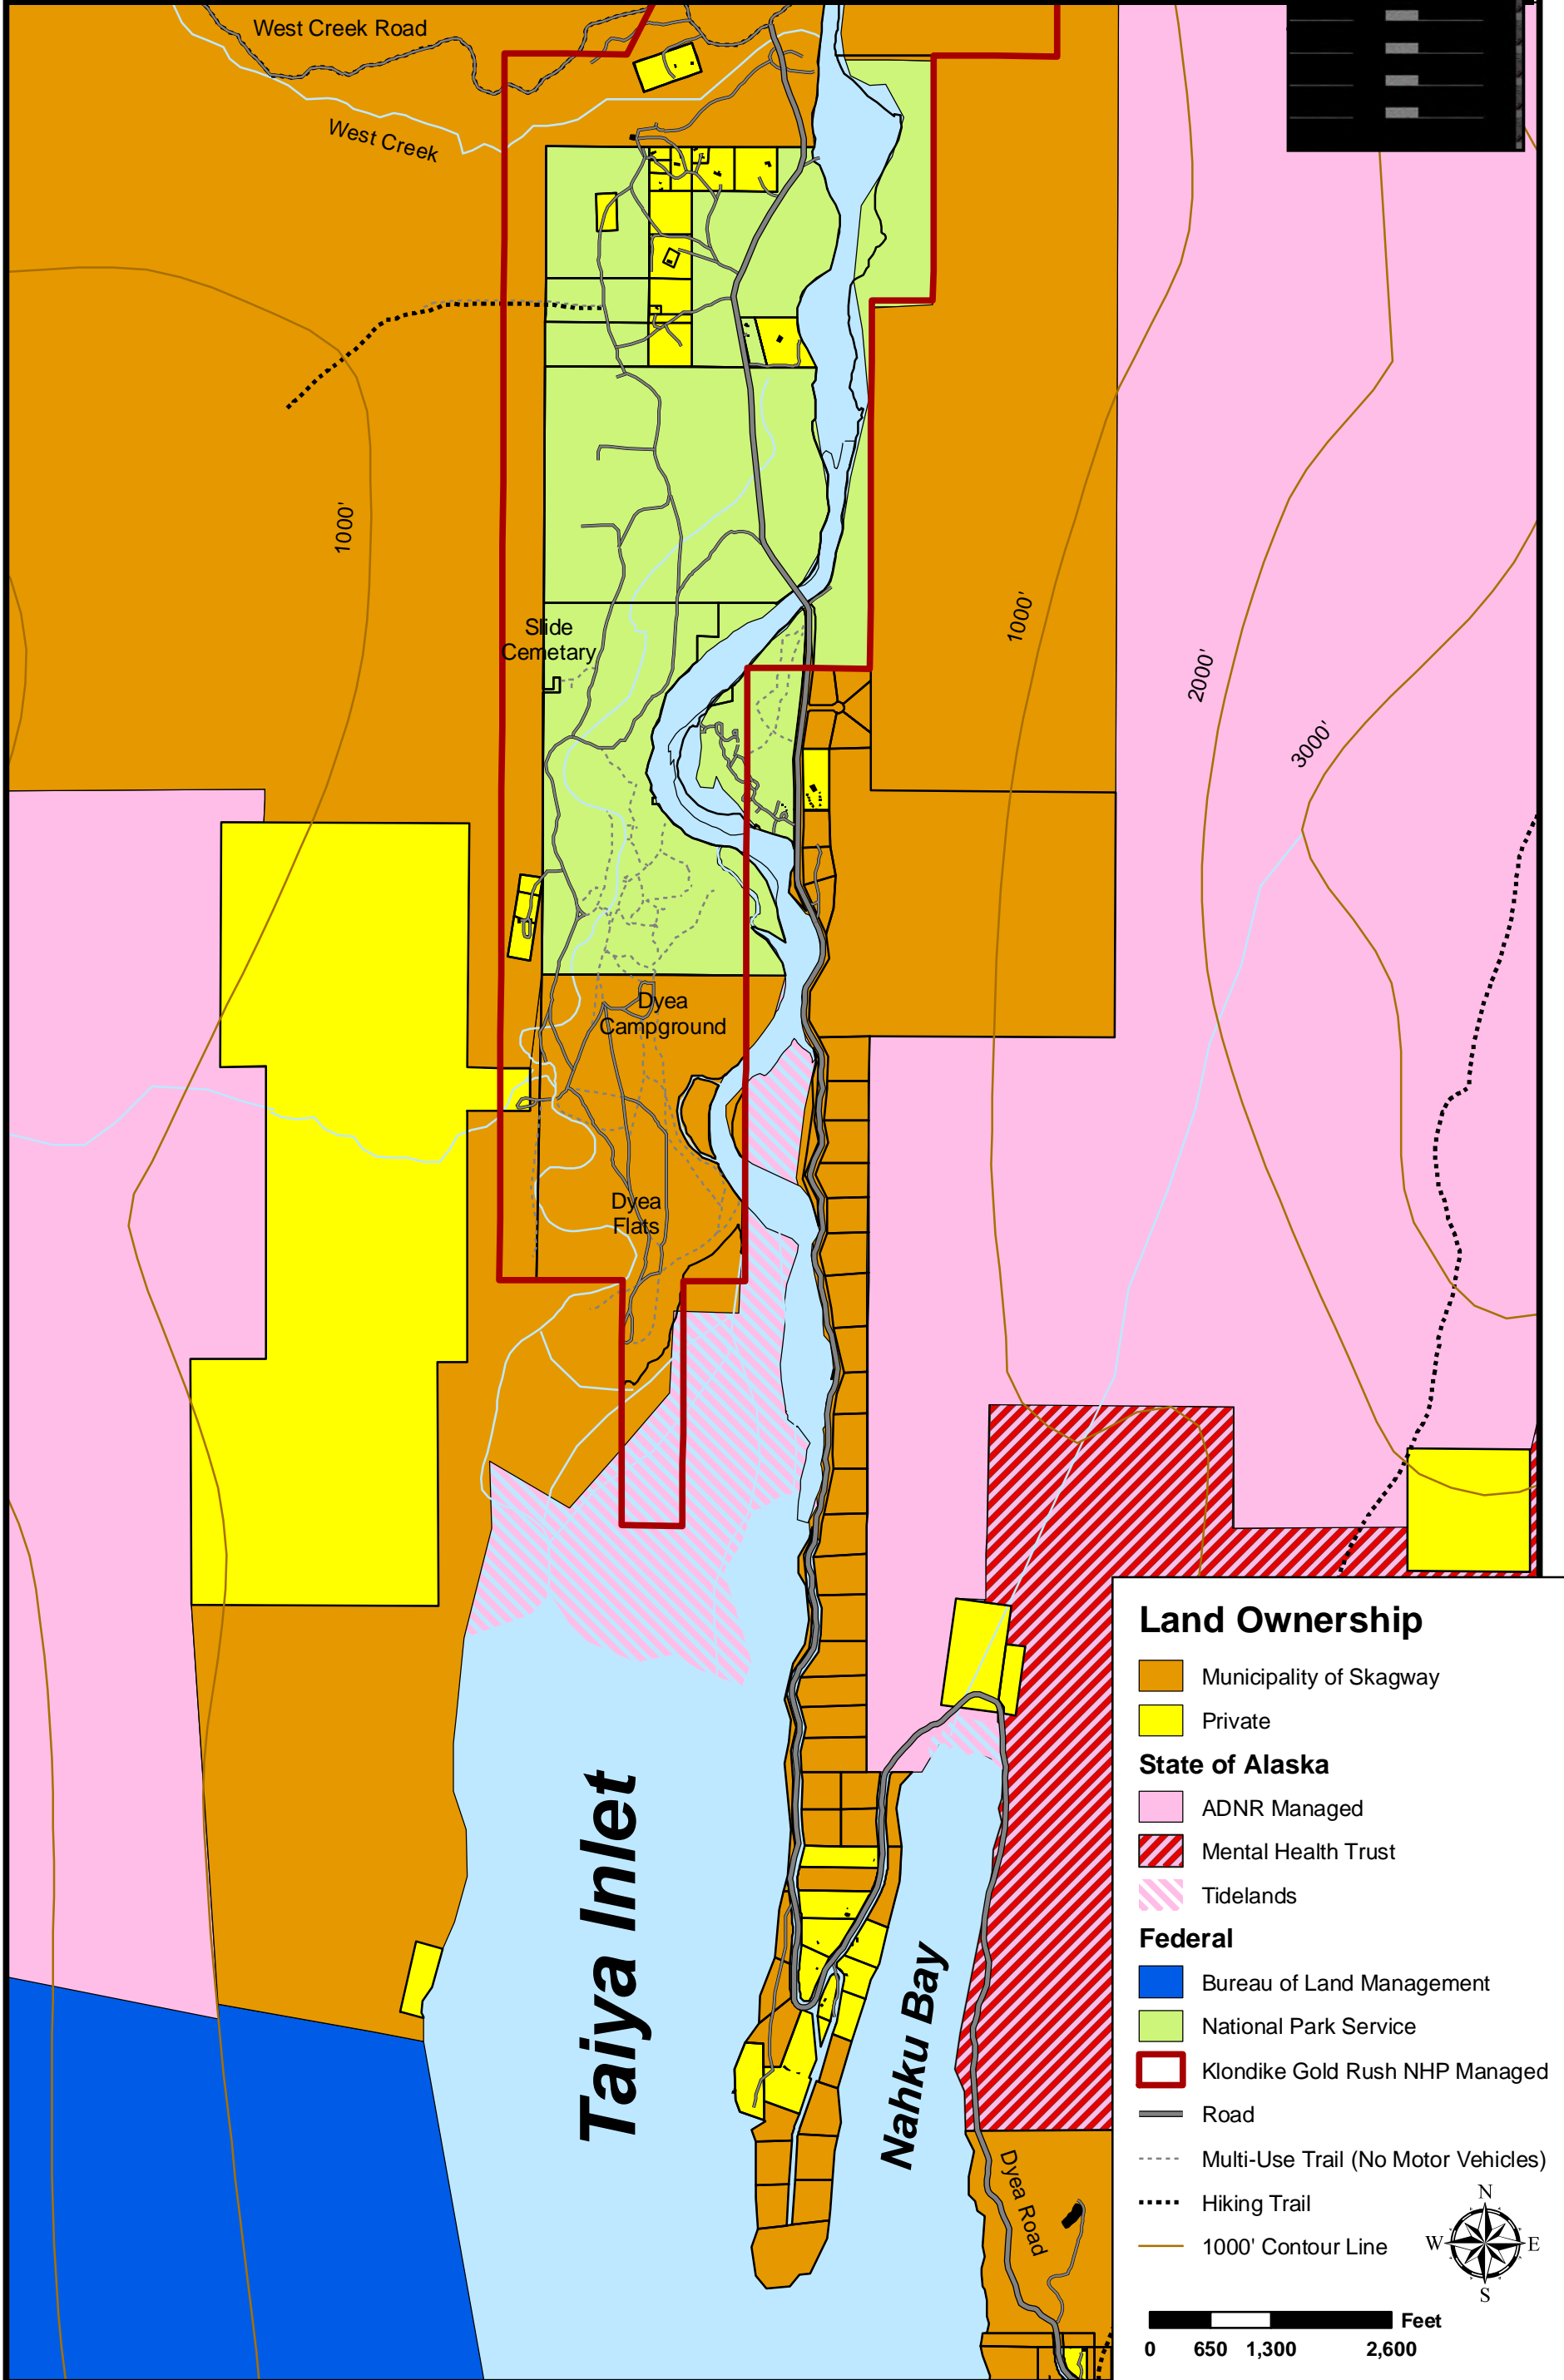 West Creek Road
West Creek
1000'
Slide
Cemetary
1000'
2000'
3000'
Dyea
Campground
Dyea
Flats
Taiya Inlet
Nahku Bay
Dyea Road
Land Ownership
Municipality of Skagway
Private
State of Alaska
ADNR Managed
Mental Health Trust
Tidelands
Federal
Bureau of Land Management
National Park Service
Klondike Gold Rush NHP Managed
Road
Multi-Use Trail (No Motor Vehicles)
Hiking Trail
1000' Contour Line
N
W E
S
Feet
0 650 1,300 2,600